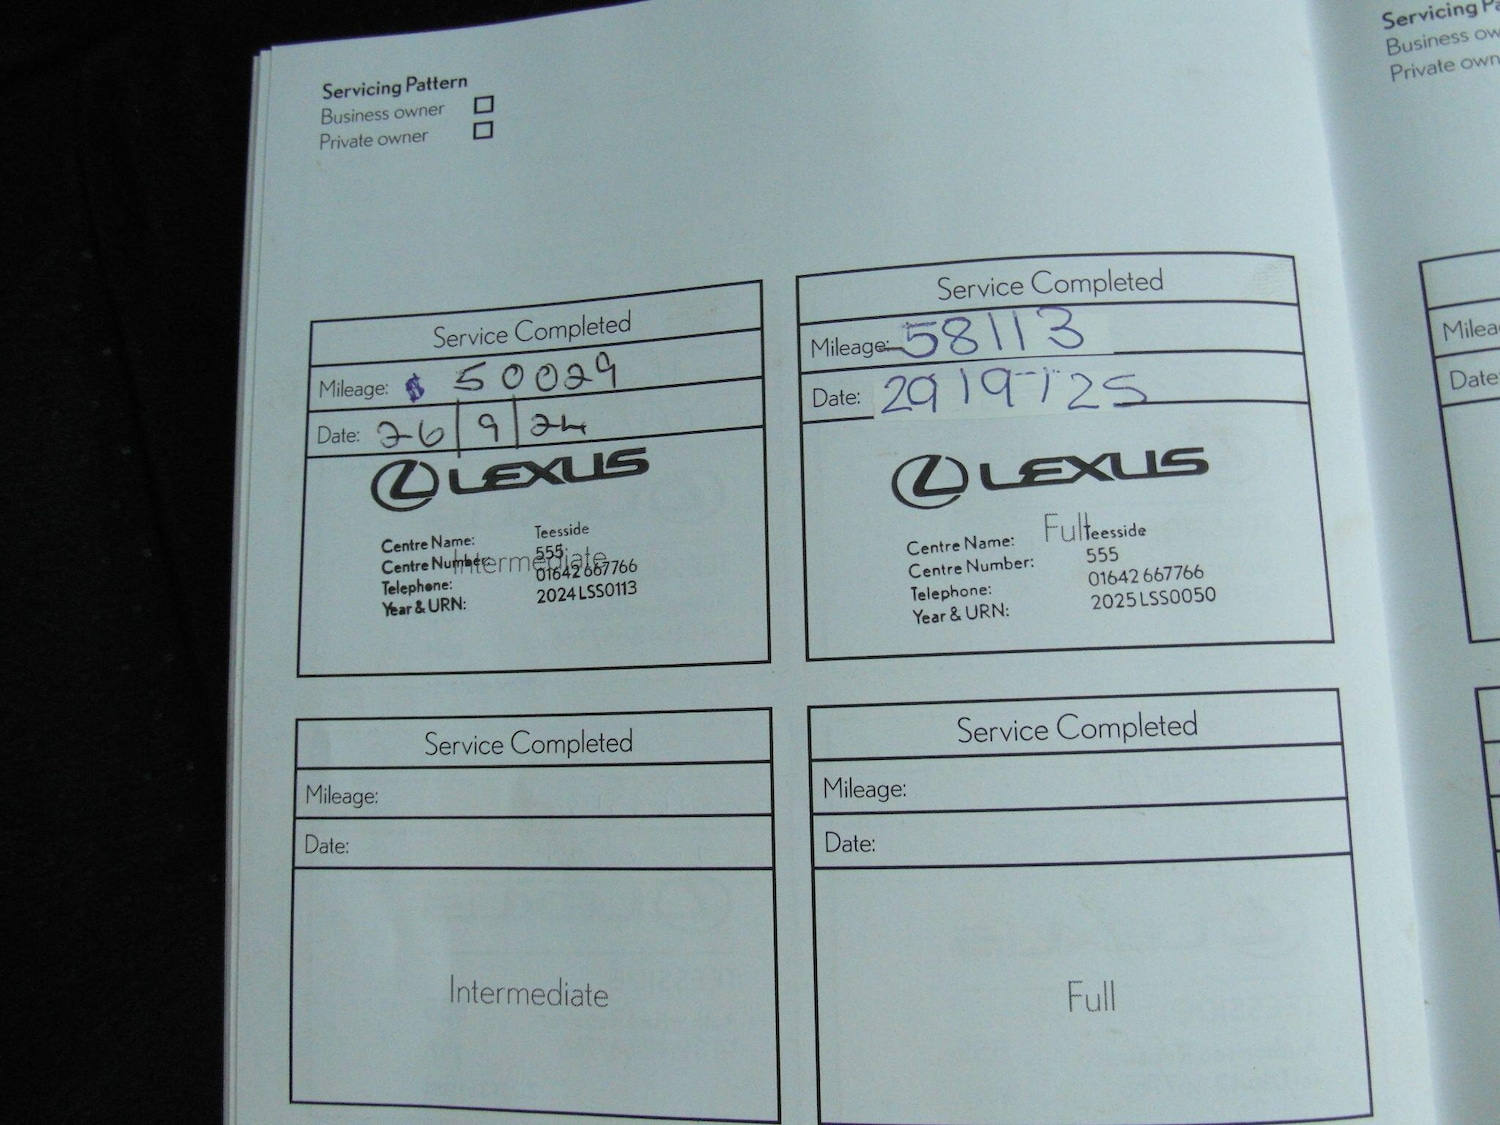 Servicing Pattern
Business owner
Private owner
Service Completed
Mileage: 50029
Date: 26/9/24
LEXUS
Centre Name: Teesside
Centre Number: 555
Intermediate
Telephone: 01642 667766
Year & URN: 2024 LSS0113
Service Completed
Mileage: 58113
Date: 29/9/25
LEXUS
Full
Centre Name: Teesside
Centre Number: 555
Telephone: 01642 667766
Year & URN: 2025 LSS0050
Service Completed
Mileage:
Date:
Intermediate
Service Completed
Mileage:
Date:
Full
Servicing
Business
Private
Date